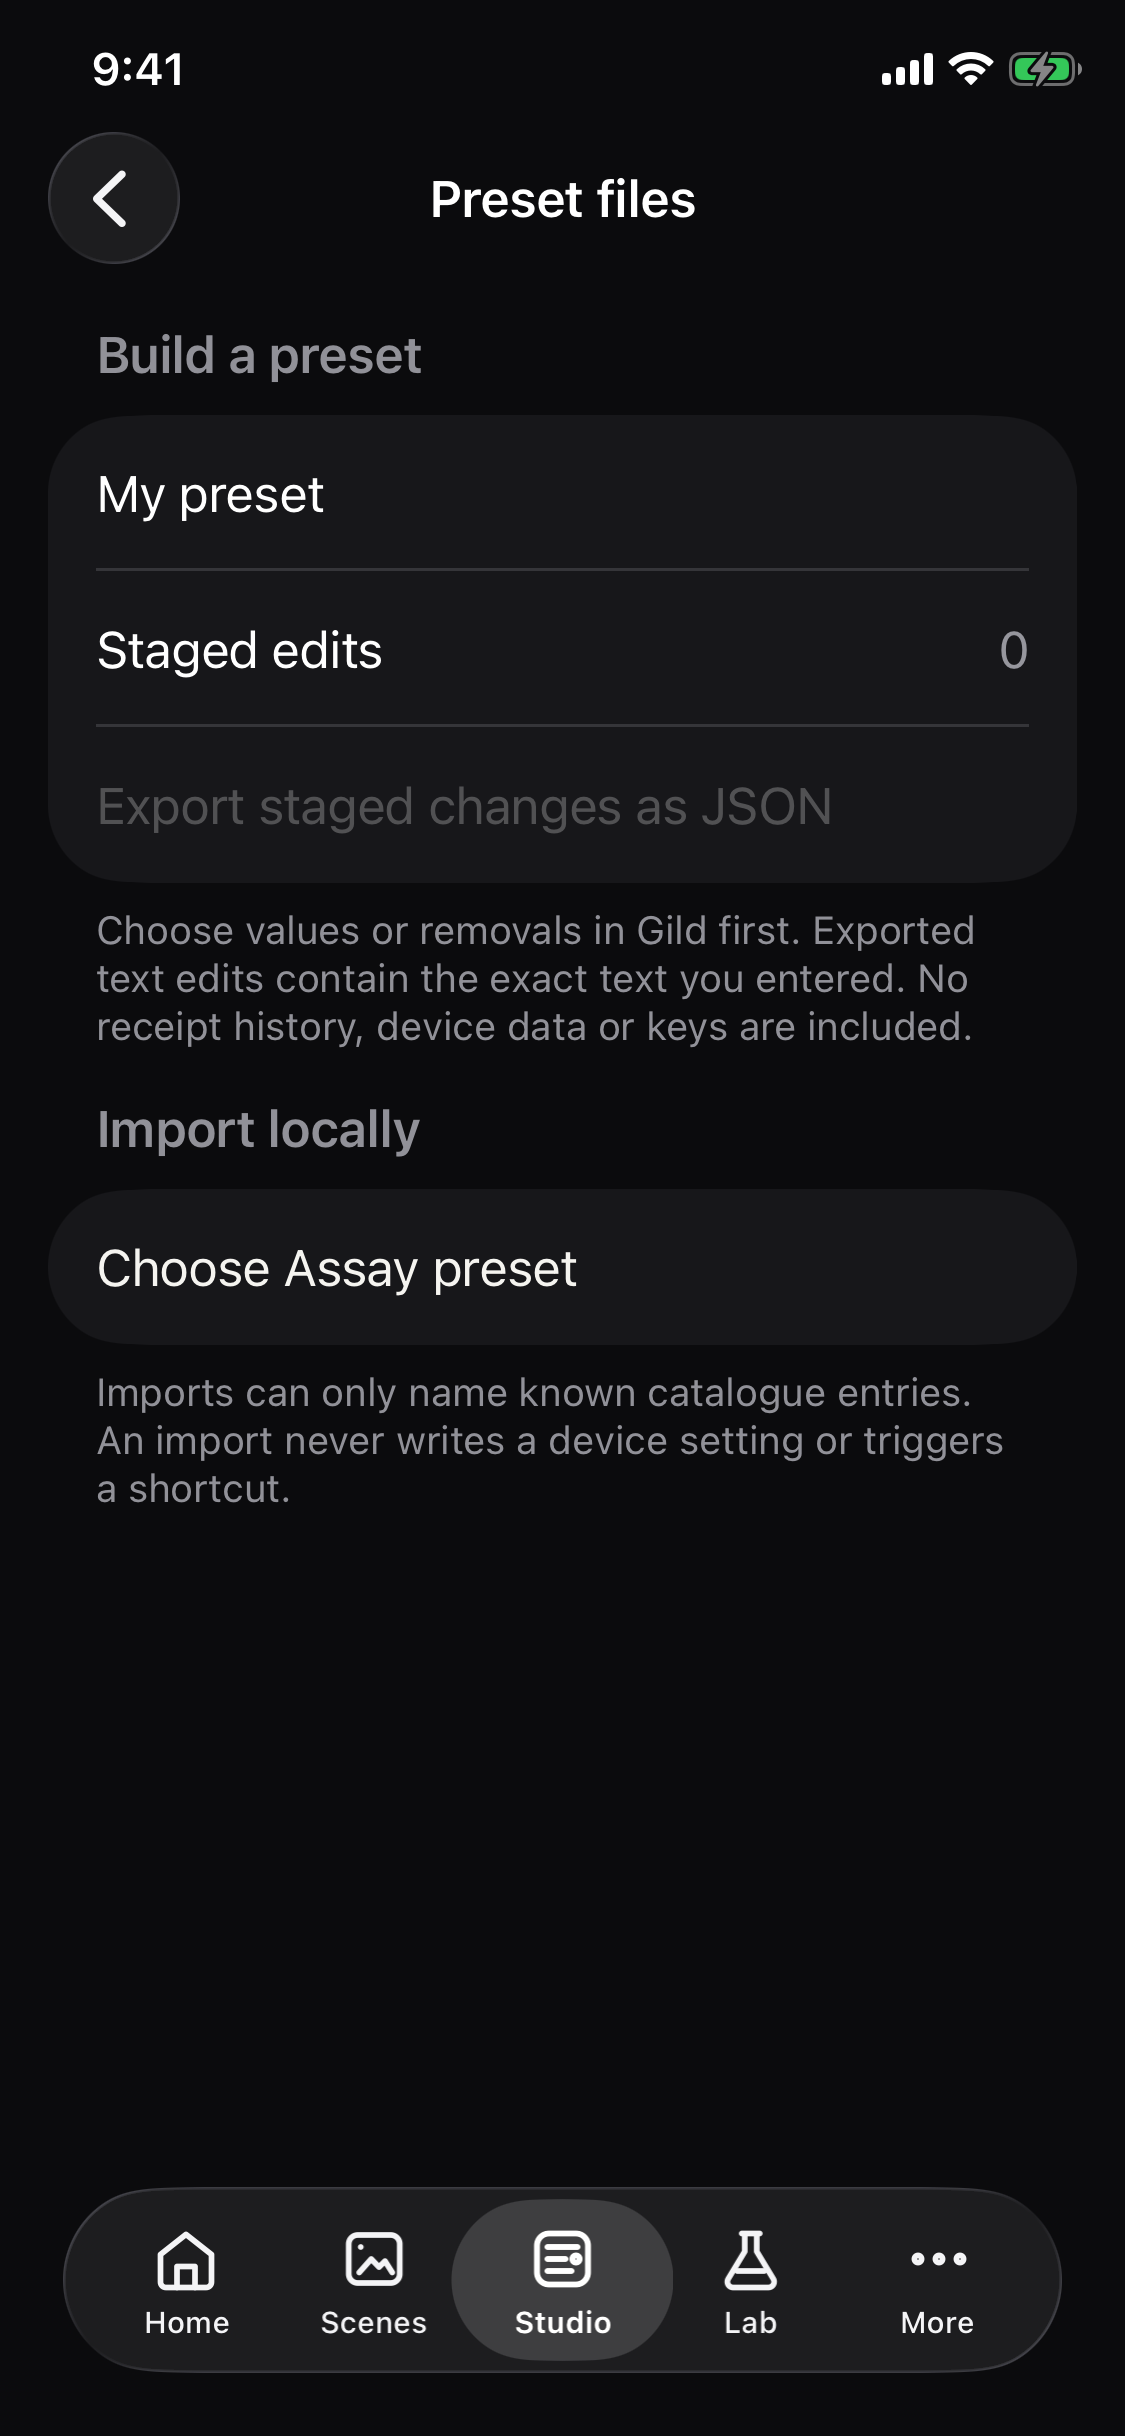 9:41
Preset files
Build a preset
My preset
Staged edits 0
Export staged changes as JSON
Choose values or removals in Gild first. Exported
text edits contain the exact text you entered. No
receipt history, device data or keys are included.
Import locally
Choose Assay preset
Imports can only name known catalogue entries.
An import never writes a device setting or triggers
a shortcut.
Home Scenes Studio Lab More